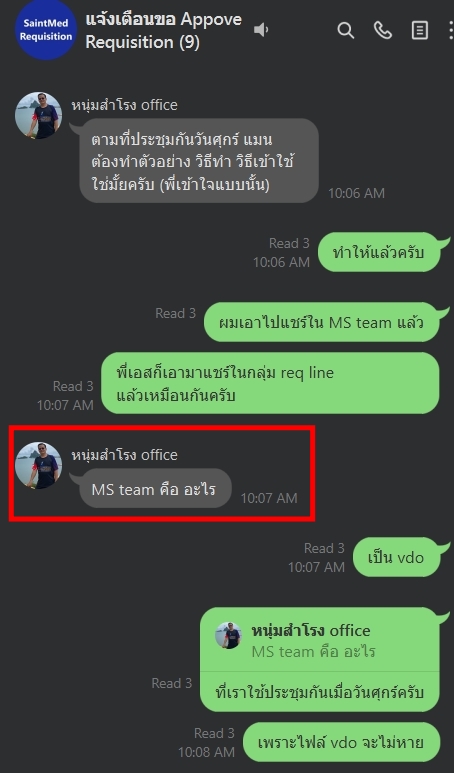 SaintMed
Requisition
แจ้งเตือนขอ Appove
Requisition (9)
หนุ่มสำโรง office
ตามที่ประชุมกันวันศุกร์ แมน
ต้องทำตัวอย่าง วิธีทำ วิธีเข้าใช้
ใช่มั้ยครับ (พี่เข้าใจแบบนั้น)
10:06 AM
Read 3
10:06 AM
ทำให้แล้วครับ
Read 3
ผมเอาไปแชร์ใน MS team แล้ว
พี่เอสก็เอามาแชร์ในกลุ่ม req line
แล้วเหมือนกันครับ
Read 3
10:07 AM
หนุ่มสำโรง office
MS team คือ อะไร
10:07 AM
Read 3
10:07 AM
เป็น vdo
หนุ่มสำโรง office
MS team คือ อะไร
Read 3
ที่เราใช้ประชุมกันเมื่อวันศุกร์ครับ
Read 3
10:08 AM
เพราะไฟล์ vdo จะไม่หาย